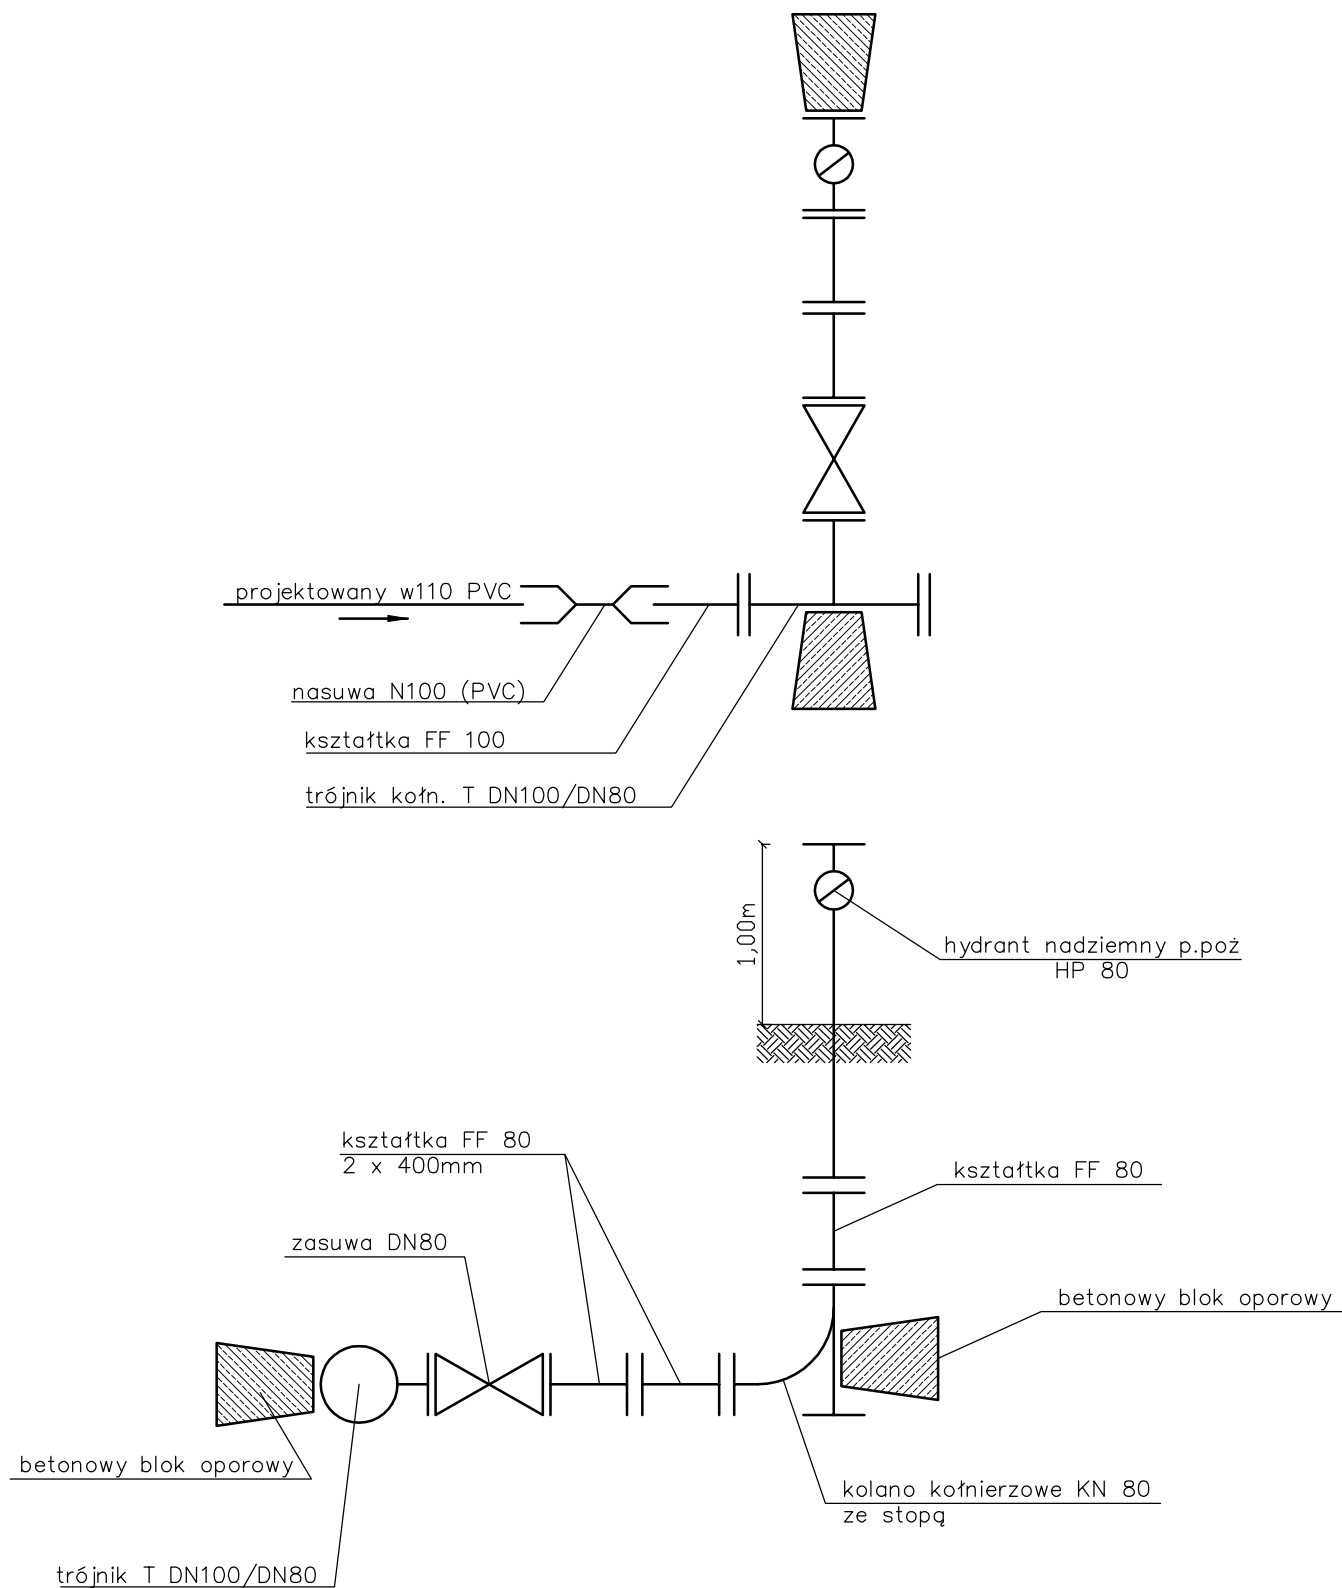 projektowany w110 PVC
nasuwa N100 (PVC)
kształtka FF 100
trójnik kołn. T DN100/DN80
1,00m
hydrant nadziemny p.poż
HP 80
kształtka FF 80
2 x 400mm
kształtka FF 80
zasuwa DN80
betonowy blok oporowy
betonowy blok oporowy
kolano kołnierzowe KN 80
ze stopą
trójnik T DN100/DN80